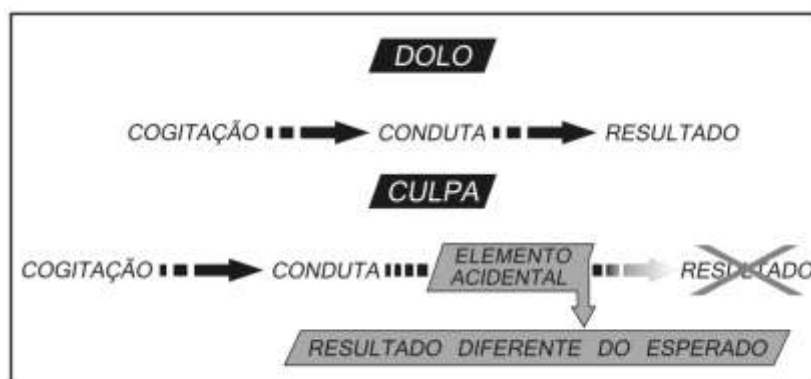 DOLO
COGITAÇÃO CONDUTA RESULTADO
CULPA
COGITAÇÃO CONDUTA ELEMENTO ACIDENTAL RESULTADO
RESULTADO DIFERENTE DO ESPERADO